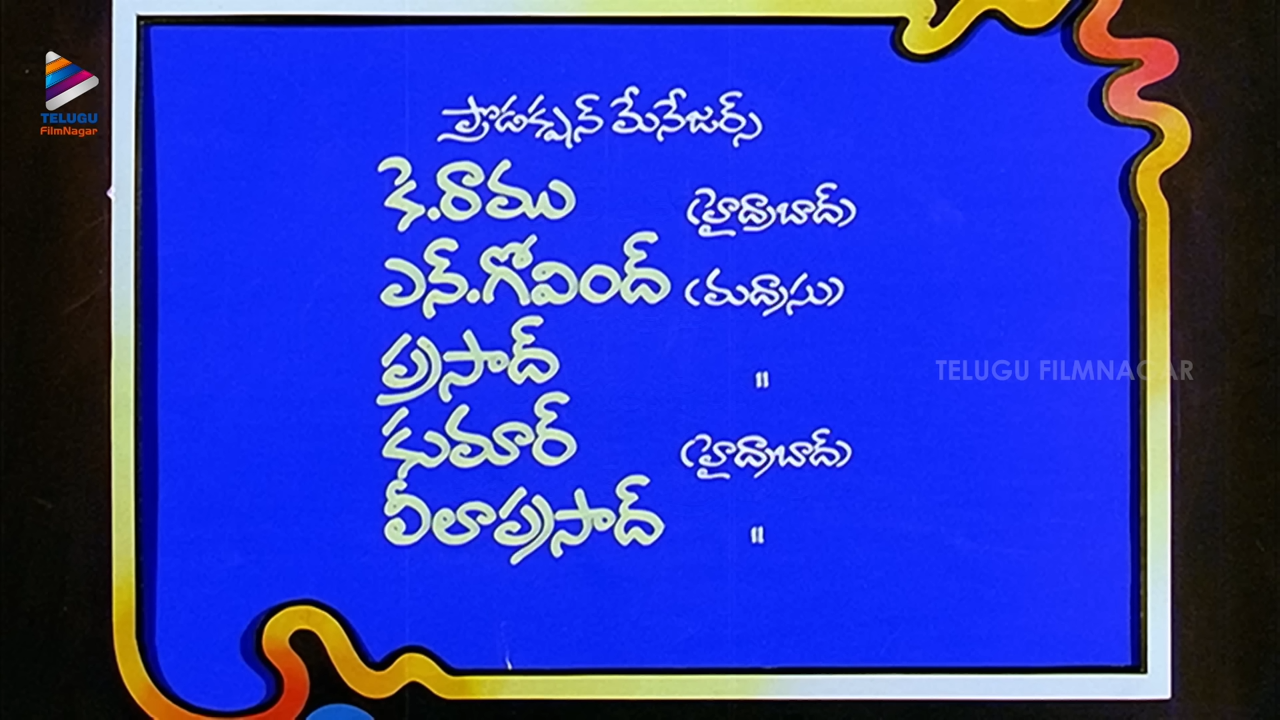 TELUGU
FilmNagar
ప్రొడక్షన్ మేనేజర్స్
కె.రాము (హైద్రాబాద్)
ఎన్.గోవింద్ (మద్రాసు)
ప్రసాద్ "
TELUGU FILMNAGAR
కుమార్ (హైద్రాబాద్)
లీలాప్రసాద్ "